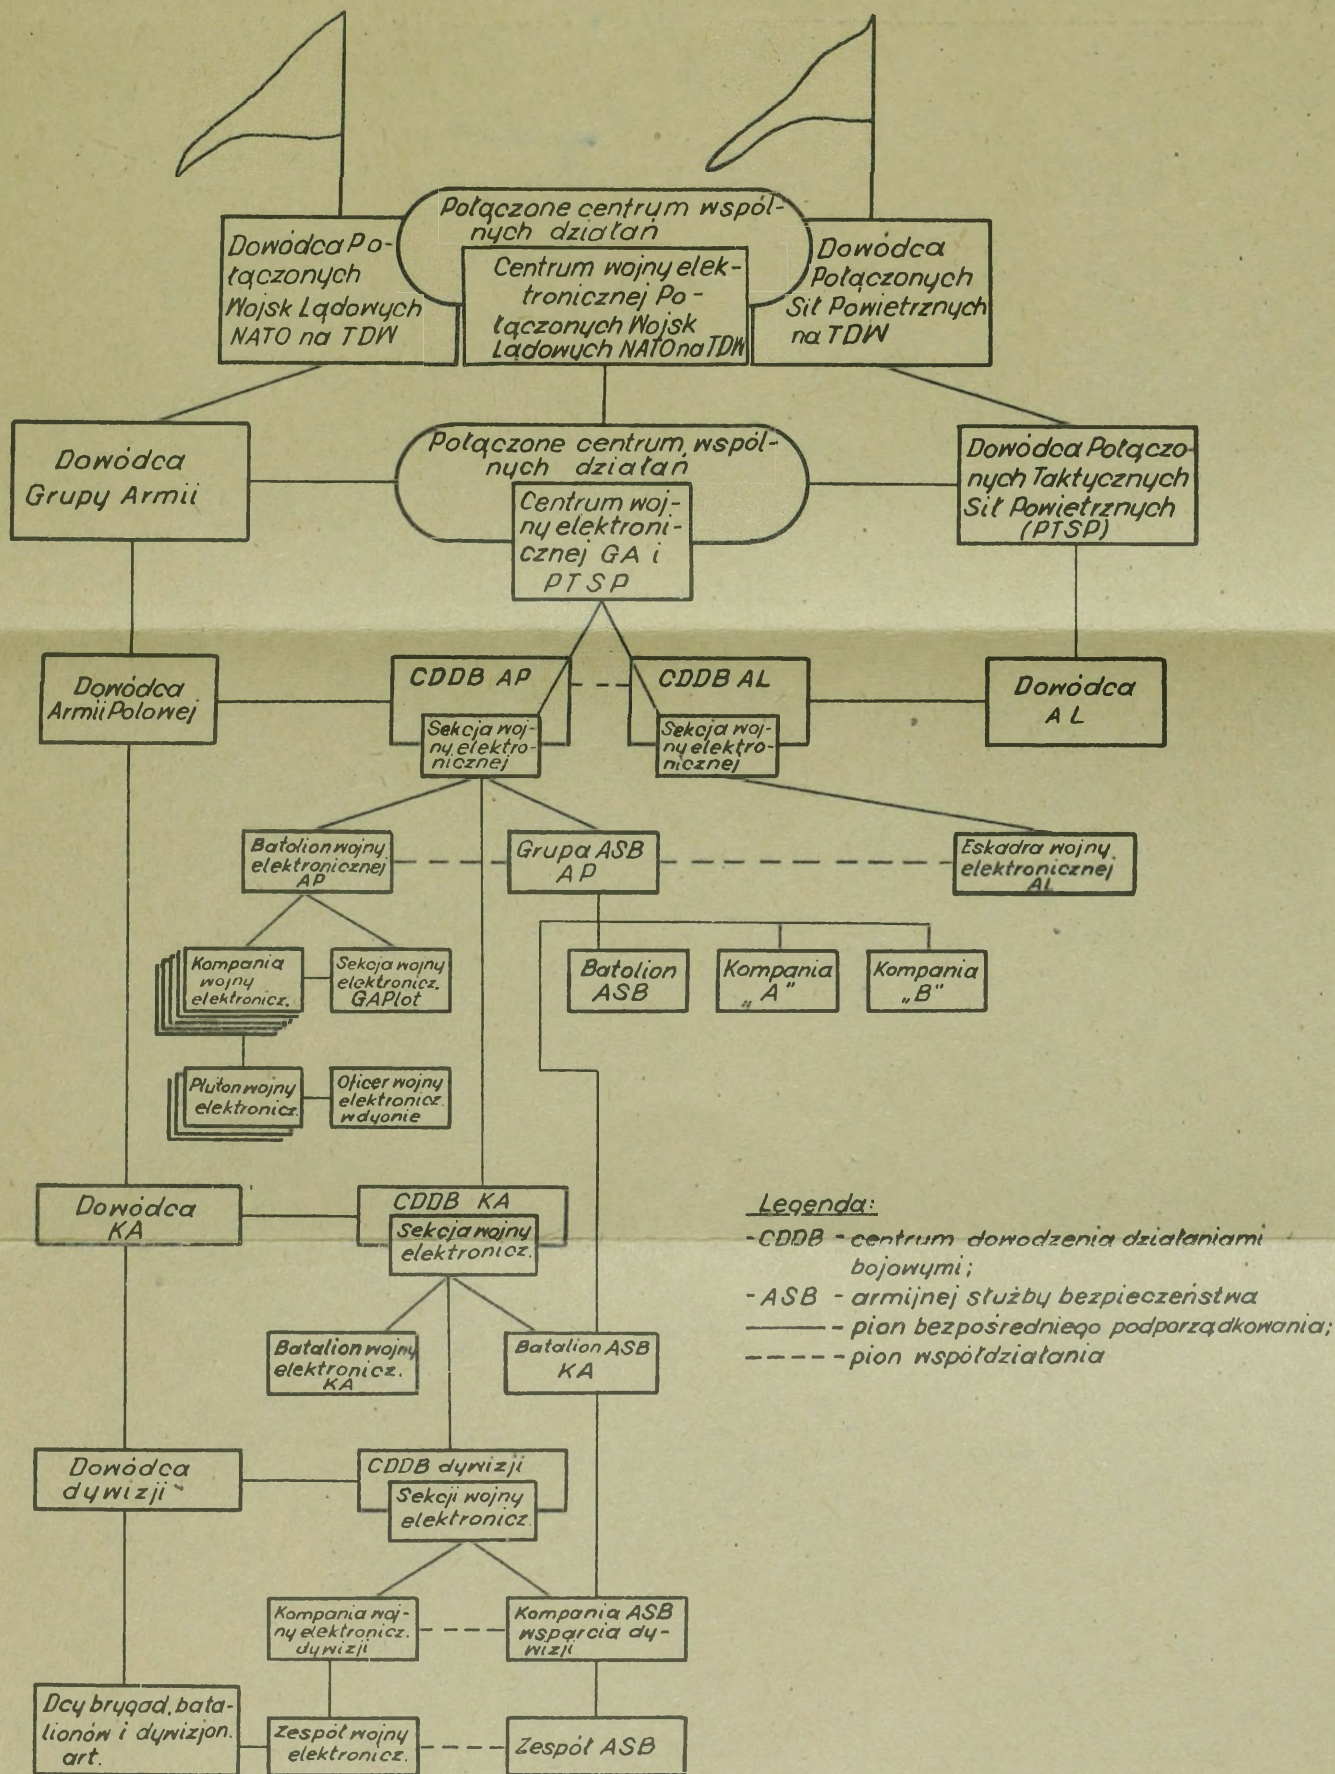 Połączone centrum wspól-
nych działań
Dowódca Po-
łączonych
Wojsk Lądowych
NATO na TDW
Centrum wojny elek-
tronicznej Po-
łączonych Wojsk
Lądowych NATO na TDW
Dowódca
Połączonych
Sił Powietrznych
na TDW
Dowódca
Grupy Armii
Połączone centrum wspól-
nych działań
Centrum woj-
ny elektroni-
cznej GA i
PTSP
Dowódca Połączo-
nych Taktycznych
Sił Powietrznych
(PTSP)
Dowódca
Armii Polowej
CDDB AP
Sekcja woj-
ny elektro-
nicznej
CDDB AL
Sekcja woj-
ny elektro-
nicznej
Dowódca
AL
Batalion wojny
elektronicznej
AP
Grupa ASB
AP
Eskadra wojny
elektronicznej
AL
Kompania
wojny
elektronicz.
Sekcja wojny
elektronicz.
GAPlot
Batalion
ASB
Kompania
„A"
Kompania
„B"
Pluton wojny
elektronicz.
Oficer wojny
elektronicz.
w dyonie
Dowódca
KA
CDDB KA
Sekcja wojny
elektronicz.
Legenda:
- CDDB - centrum dowodzenia działaniami
bojowymi;
- ASB - armijnej służby bezpieczeństwa
- pion bezpośredniego podporządkowania;
- pion współdziałania
Batalion wojny
elektronicz.
KA
Batalion ASB
KA
Dowódca
dywizji
CDDB dywizji
Sekcji wojny
elektronicz.
Kompania woj-
ny elektronicz.
dywizji
Kompania ASB
wsparcia dy-
wizji
Dcy brygad, bata-
lionów i dywizjon.
art.
Zespół wojny
elektronicz.
Zespół ASB